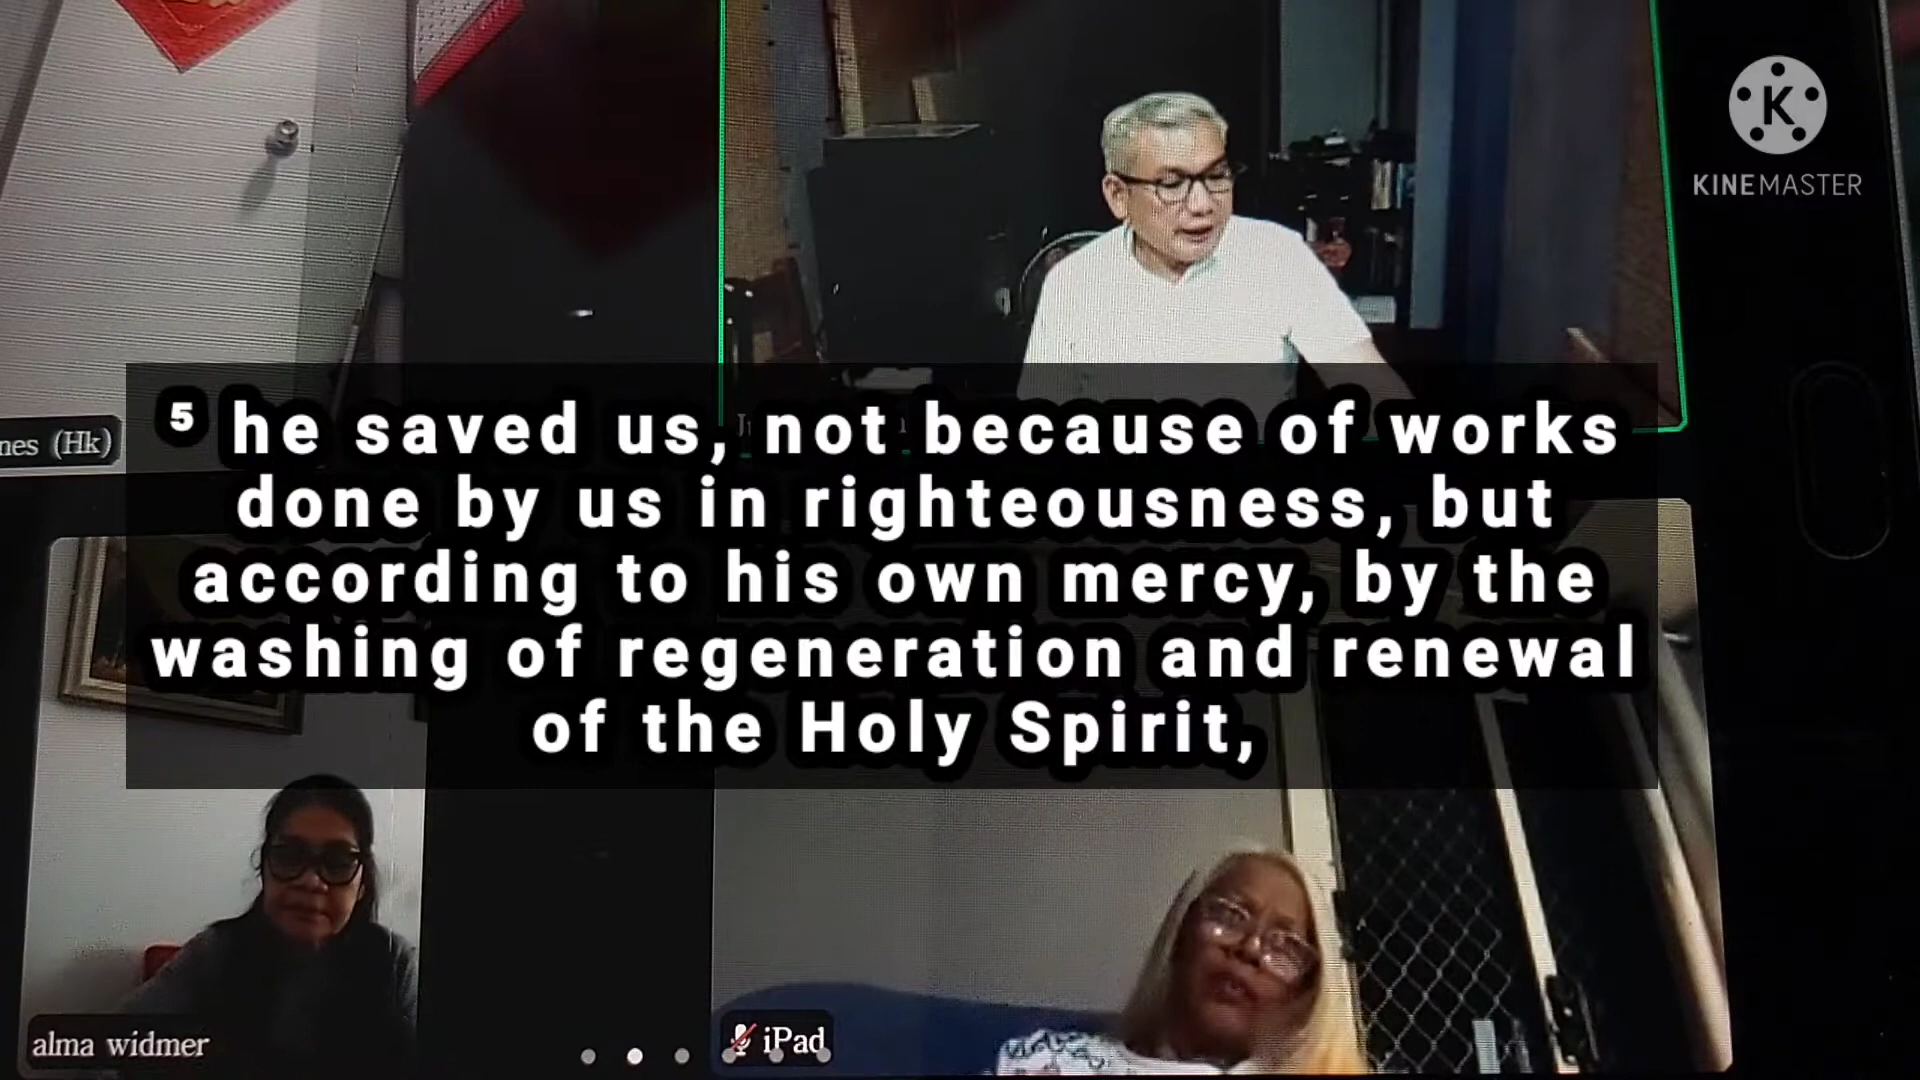 K
KINEMASTER
nes (Hk)
5 he saved us, not because of works
done by us in righteousness, but
according to his own mercy, by the
washing of regeneration and renewal
of the Holy Spirit,
alma widmer
iPad